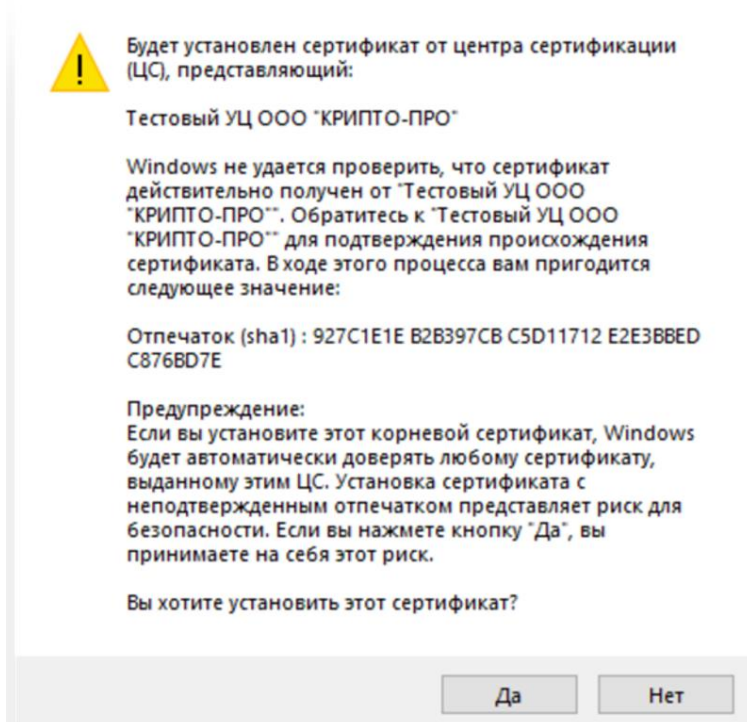 Будет установлен сертификат от центра сертификации
(ЦС), представляющий:
Тестовый УЦ ООО "КРИПТО-ПРО"
Windows не удается проверить, что сертификат
действительно получен от "Тестовый УЦ ООО
"КРИПТО-ПРО"". Обратитесь к "Тестовый УЦ ООО
"КРИПТО-ПРО"" для подтверждения происхождения
сертификата. В ходе этого процесса вам пригодится
следующее значение:
Отпечаток (sha1) : 927C1E1E B2B397CB C5D11712 E2E3BBED
C876BD7E
Предупреждение:
Если вы установите этот корневой сертификат, Windows
будет автоматически доверять любому сертификату,
выданному этим ЦС. Установка сертификата с
неподтвержденным отпечатком представляет риск для
безопасности. Если вы нажмете кнопку "Да", вы
принимаете на себя этот риск.
Вы хотите установить этот сертификат?
Да
Нет